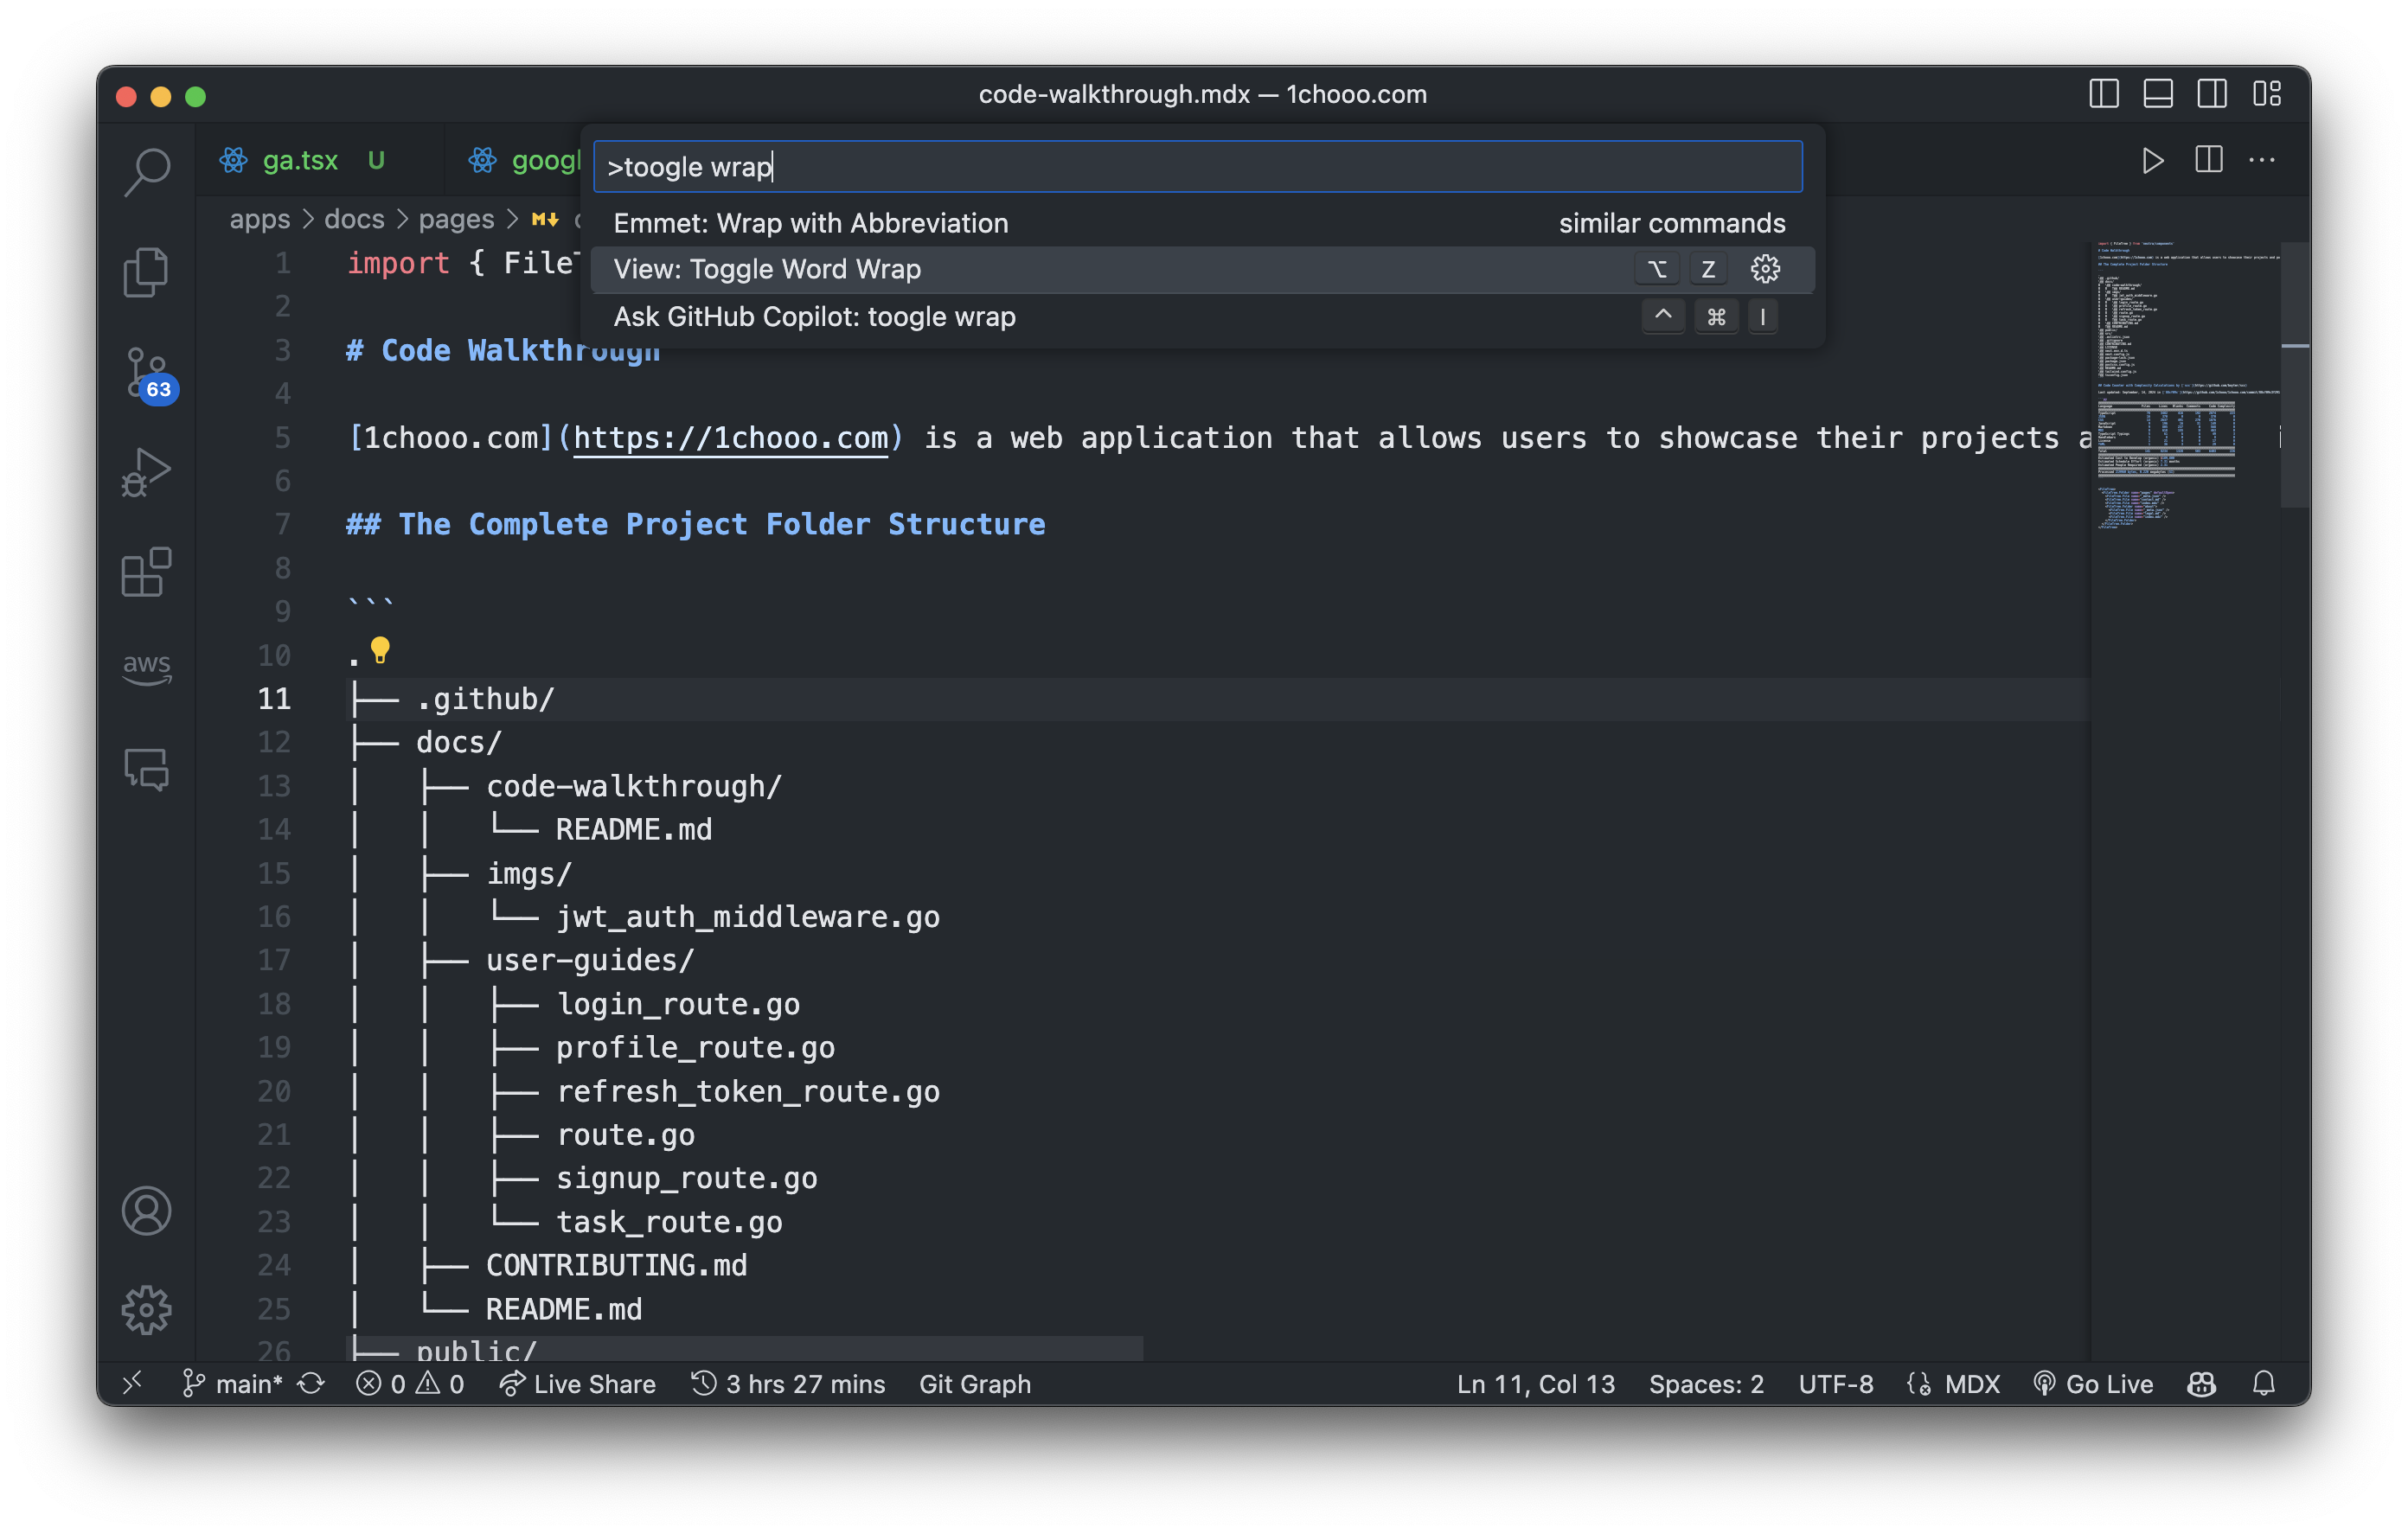 code-walkthrough.mdx — 1chooo.com
ga.tsx U
googl
>toogle wrap
Emmet: Wrap with Abbreviation similar commands
View: Toggle Word Wrap ⌥ Z
Ask GitHub Copilot: toogle wrap ^ ⌘ I
apps > docs > pages >
1 import { File
2
3 # Code Walkthrough
4
5 [1chooo.com](https://1chooo.com) is a web application that allows users to showcase their projects a
6
7 ## The Complete Project Folder Structure
8
9 ```
10 .
11 ├── .github/
12 ├── docs/
13 │   ├── code-walkthrough/
14 │   │   └── README.md
15 │   ├── imgs/
16 │   │   └── jwt_auth_middleware.go
17 │   ├── user-guides/
18 │   │   ├── login_route.go
19 │   │   ├── profile_route.go
20 │   │   ├── refresh_token_route.go
21 │   │   ├── route.go
22 │   │   ├── signup_route.go
23 │   │   └── task_route.go
24 │   ├── CONTRIBUTING.md
25 │   └── README.md
26 ├── public/
63
aws
main* 0 0 Live Share 3 hrs 27 mins Git Graph Ln 11, Col 13 Spaces: 2 UTF-8 MDX Go Live